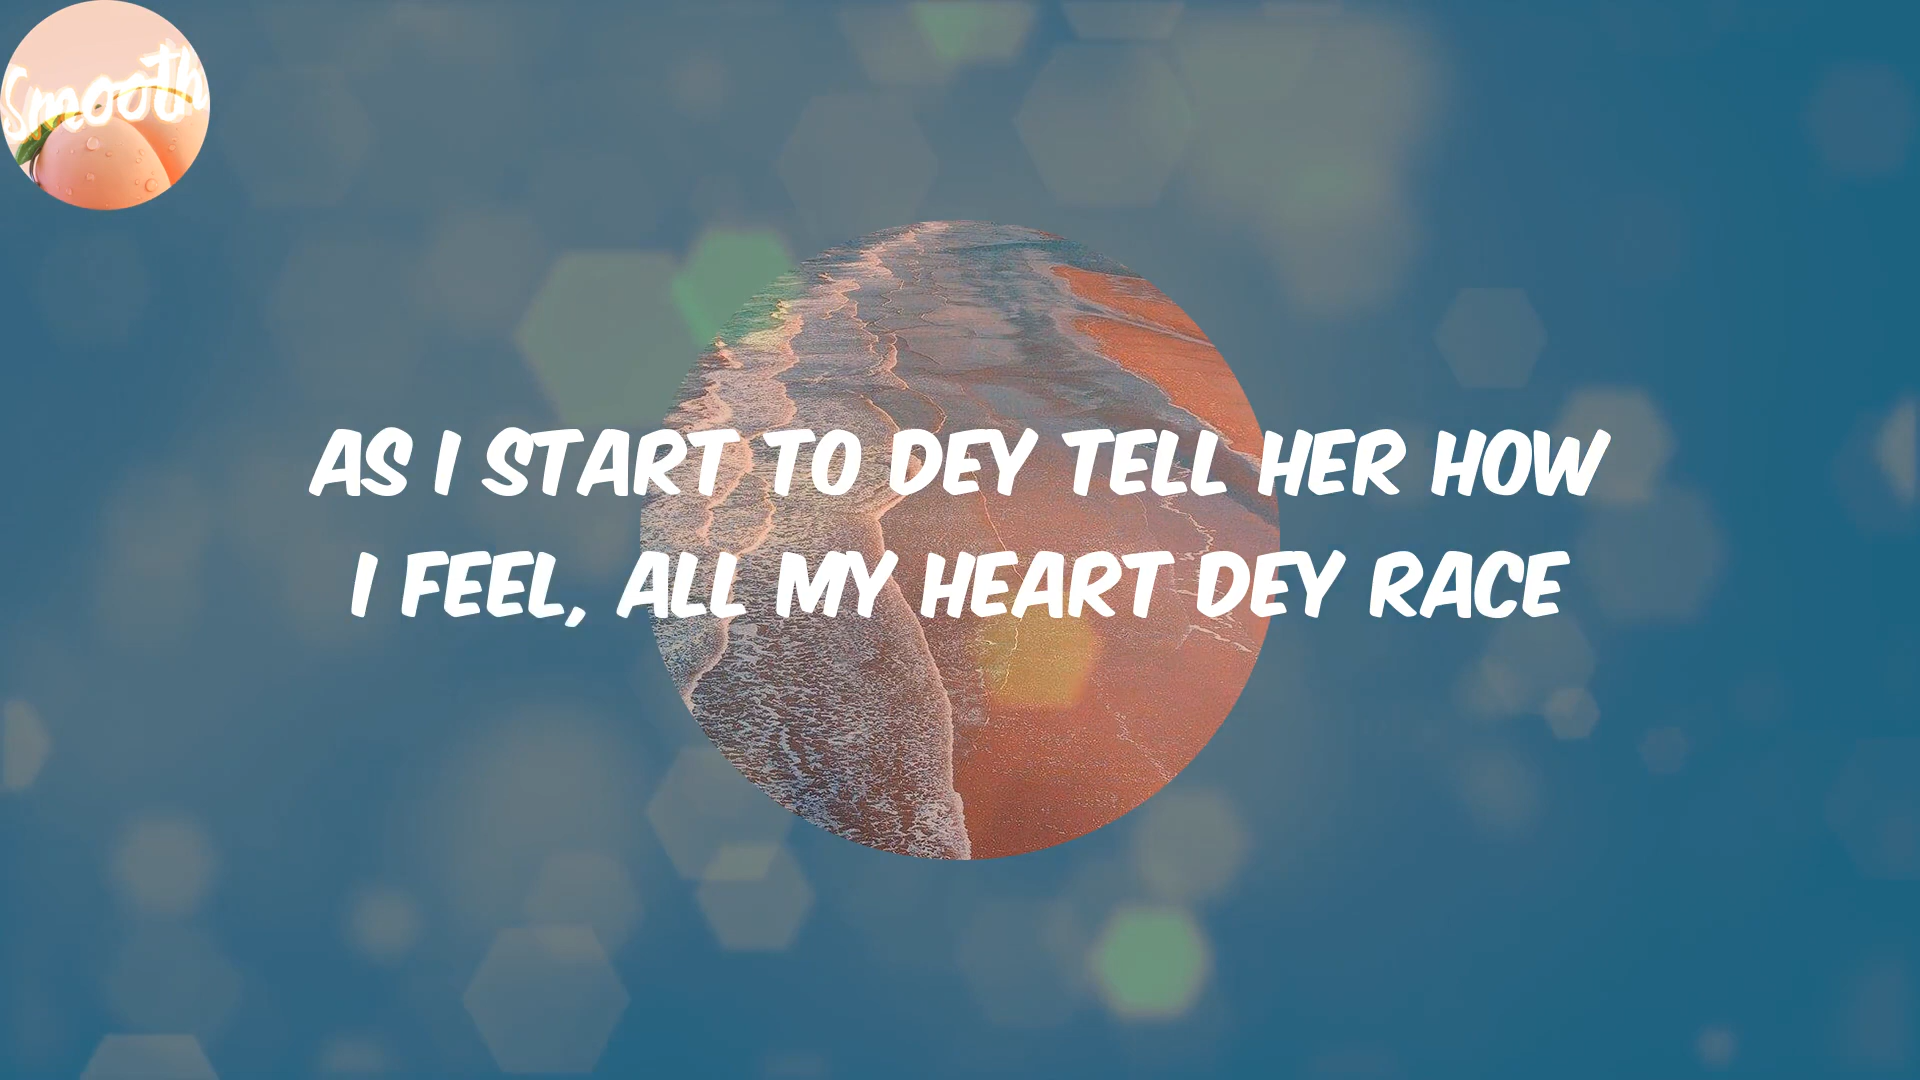 Smooth
AS I START TO DEY TELL HER HOW
I FEEL, ALL MY HEART DEY RACE